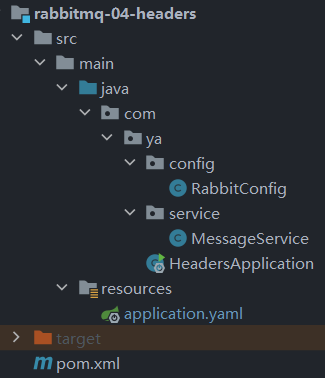 rabbitmq-04-headers
src
main
java
com
ya
config
RabbitConfig
service
MessageService
HeadersApplication
resources
application.yaml
target
pom.xml